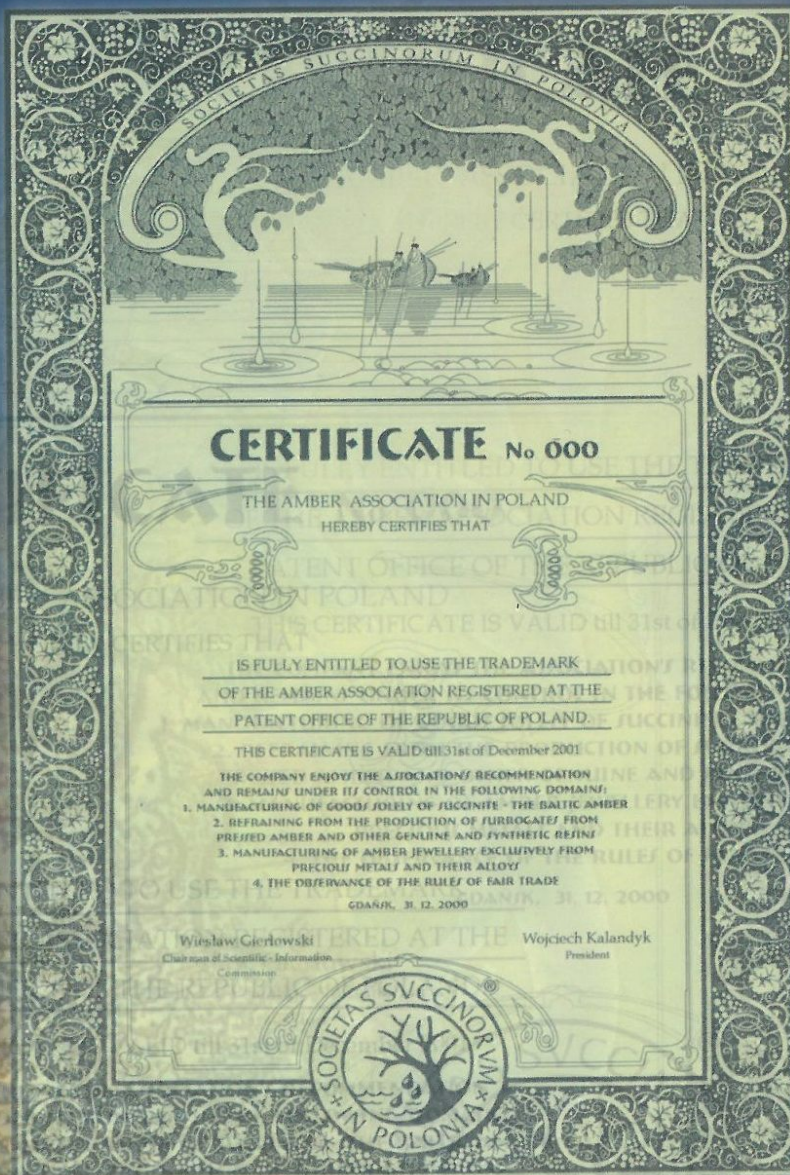 SOCIETAS SUCCINORUM IN POLONIA
CERTIFICATE No 000
THE AMBER ASSOCIATION IN POLAND
HEREBY CERTIFIES THAT
IS FULLY ENTITLED TO USE THE TRADEMARK
OF THE AMBER ASSOCIATION REGISTERED AT THE
PATENT OFFICE OF THE REPUBLIC OF POLAND.
THIS CERTIFICATE IS VALID till 31st of December 2001
THE COMPANY ENJOYS THE ASSOCIATION'S RECOMMENDATION
AND REMAINS UNDER ITS CONTROL IN THE FOLLOWING DOMAINS:
1. MANUFACTURING OF GOODS SOLELY OF SUCCINITE - THE BALTIC AMBER
2. REFRAINING FROM THE PRODUCTION OF SURROGATES FROM
PRESSED AMBER AND OTHER GENUINE AND SYNTHETIC RESINS
3. MANUFACTURING OF AMBER JEWELLERY EXCLUSIVELY FROM
PRECIOUS METALS AND THEIR ALLOYS
4. THE OBSERVANCE OF THE RULES OF FAIR TRADE
GDAŃSK, 31. 12. 2000
Wiesław Gierłowski
Chairman of Scientific - Information
Commission
Wojciech Kalandyk
President
SOCIETAS SVCCINORVM ®
IN POLONIA